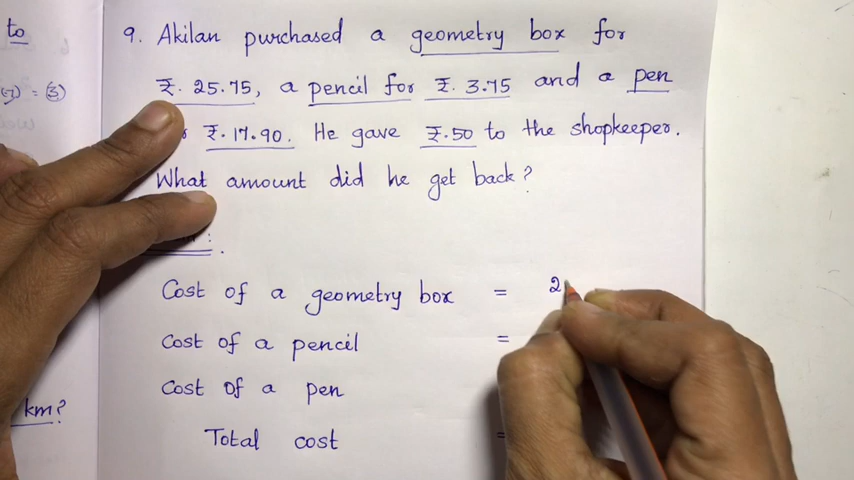 to
9. Akilan purchased a geometry box for
₹. 25.75, a pencil for ₹. 3.75 and a pen
₹.17.90. He gave ₹.50 to the shopkeeper.
What amount did he get back?
Cost of a geometry box = 2
Cost of a pencil =
Cost of a pen
Total cost =
km?